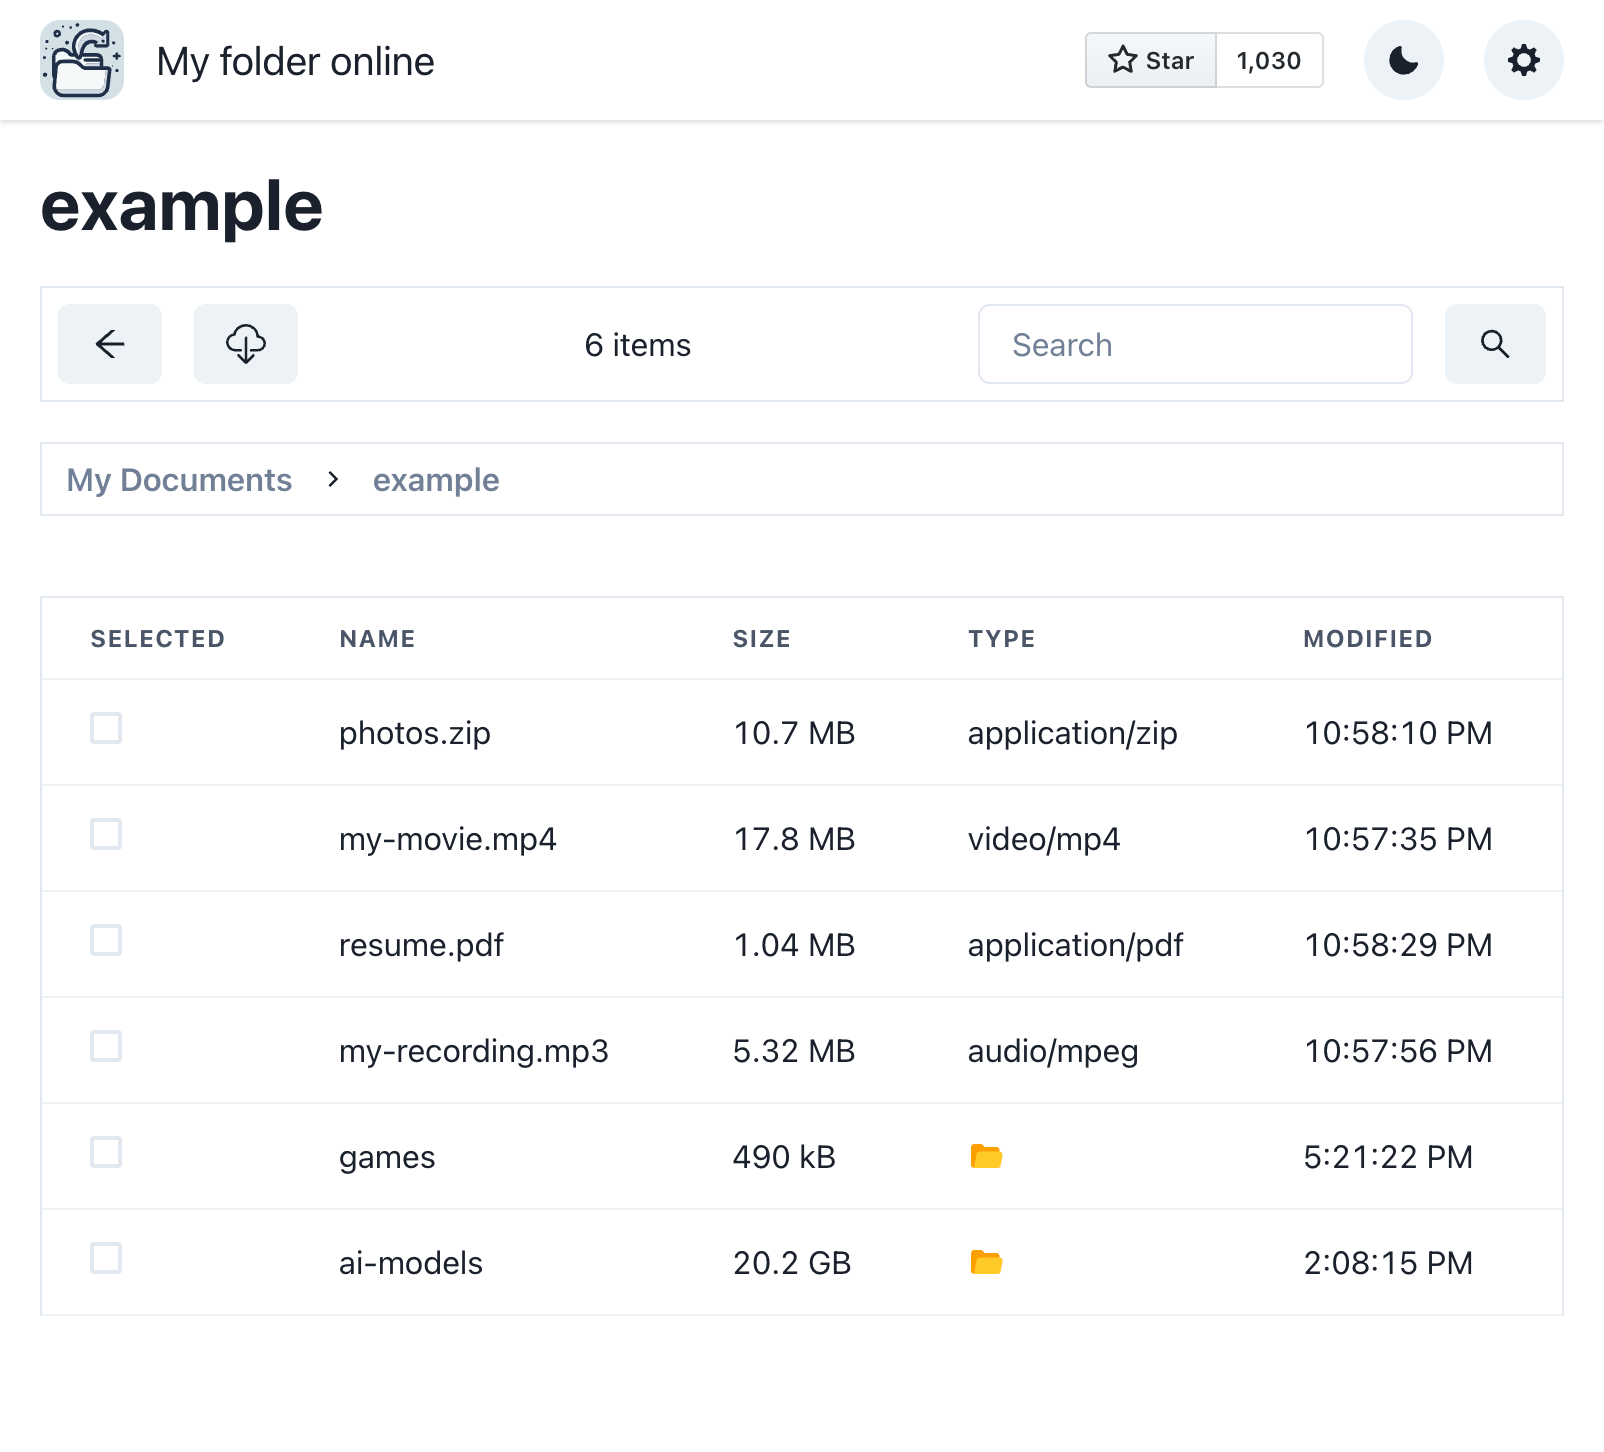 My folder online
Star 1,030
example
6 items Search
My Documents > example
SELECTED NAME SIZE TYPE MODIFIED
photos.zip 10.7 MB application/zip 10:58:10 PM
my-movie.mp4 17.8 MB video/mp4 10:57:35 PM
resume.pdf 1.04 MB application/pdf 10:58:29 PM
my-recording.mp3 5.32 MB audio/mpeg 10:57:56 PM
games 490 kB 5:21:22 PM
ai-models 20.2 GB 2:08:15 PM